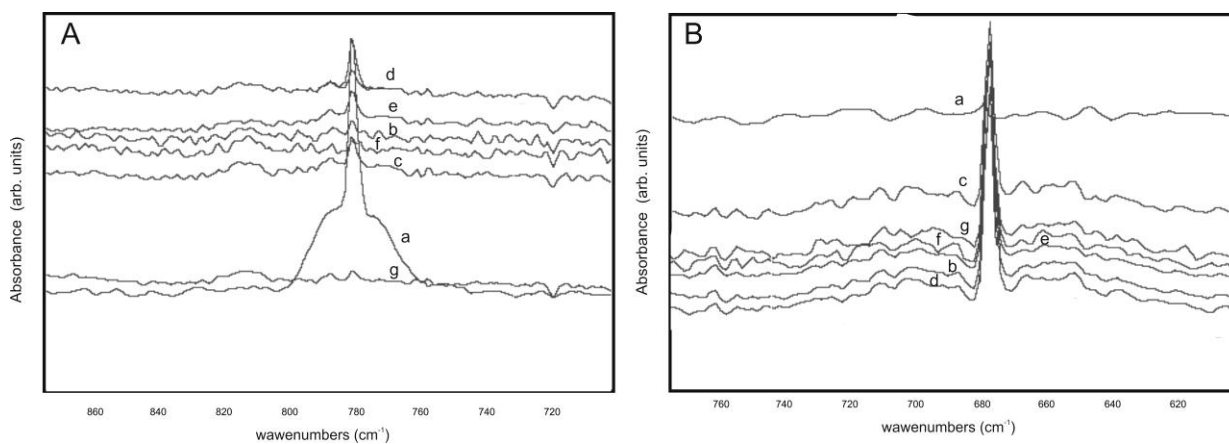 A
Absorbance (arb. units)
d
e
b
f
c
a
g
860 840 820 800 780 760 740 720
wawenumbers (cm-1)
B
Absorbance (arb. units)
a
c
g
f
e
b
d
760 740 720 700 680 660 640 620
wawenumbers (cm-1)